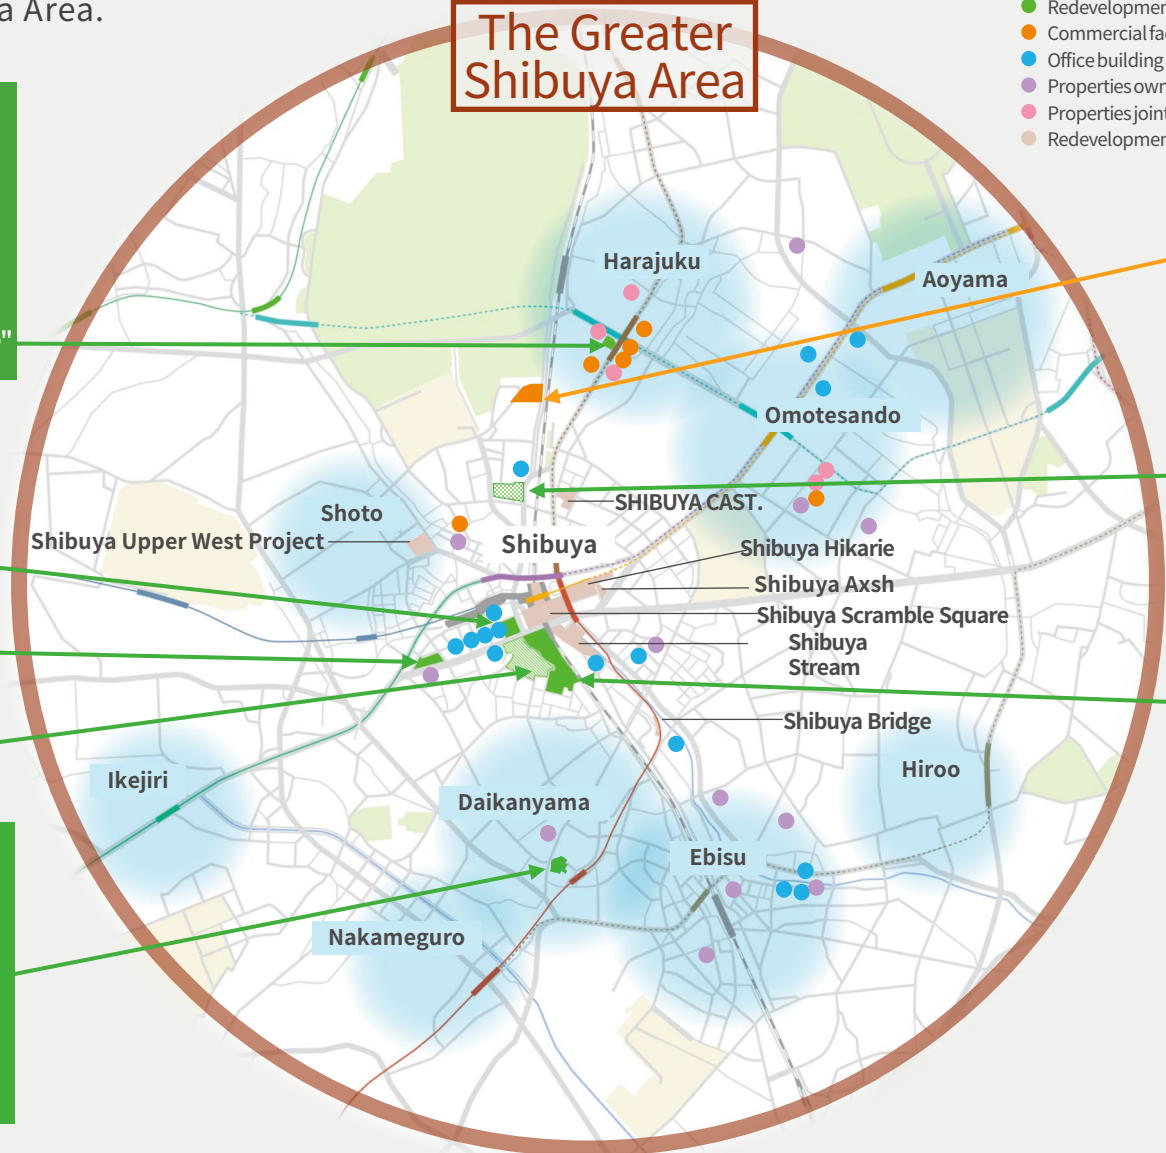 a Area.
The Greater
Shibuya Area
Redevelopmen
Commercial fac
Office building
Properties own
Properties joint
Redevelopmen
"
Harajuku
Aoyama
Omotesando
Shoto
SHIBUYA CAST.
Shibuya Upper West Project
Shibuya
Shibuya Hikarie
Shibuya Axsh
Shibuya Scramble Square
Shibuya
Stream
Shibuya Bridge
Ikejiri
Hiroo
Daikanyama
Ebisu
Nakameguro